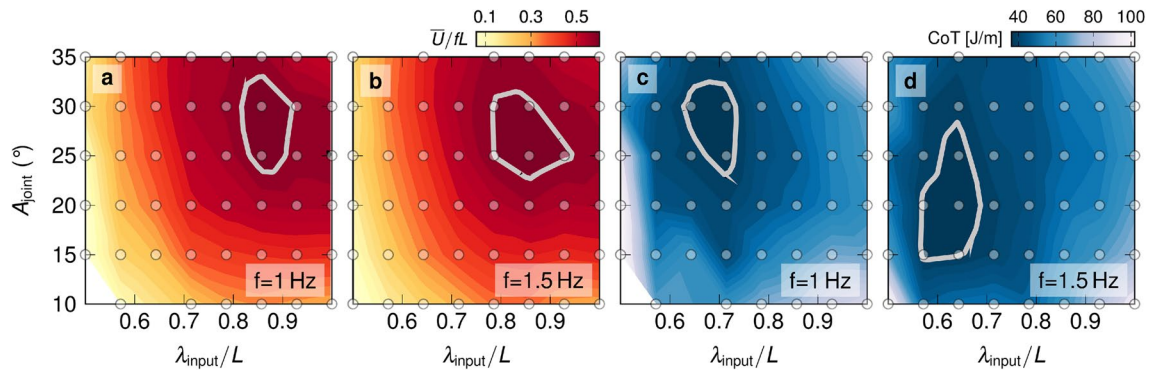 U̅/fL 0.1 0.3 0.5
CoT [J/m] 40 60 80 100
A_joint (°)
35
30
25
20
15
10
a
f=1 Hz
0.6 0.7 0.8 0.9
λ_input/L
b
f=1.5 Hz
0.6 0.7 0.8 0.9
λ_input/L
c
f=1 Hz
0.6 0.7 0.8 0.9
λ_input/L
d
f=1.5 Hz
0.6 0.7 0.8 0.9
λ_input/L